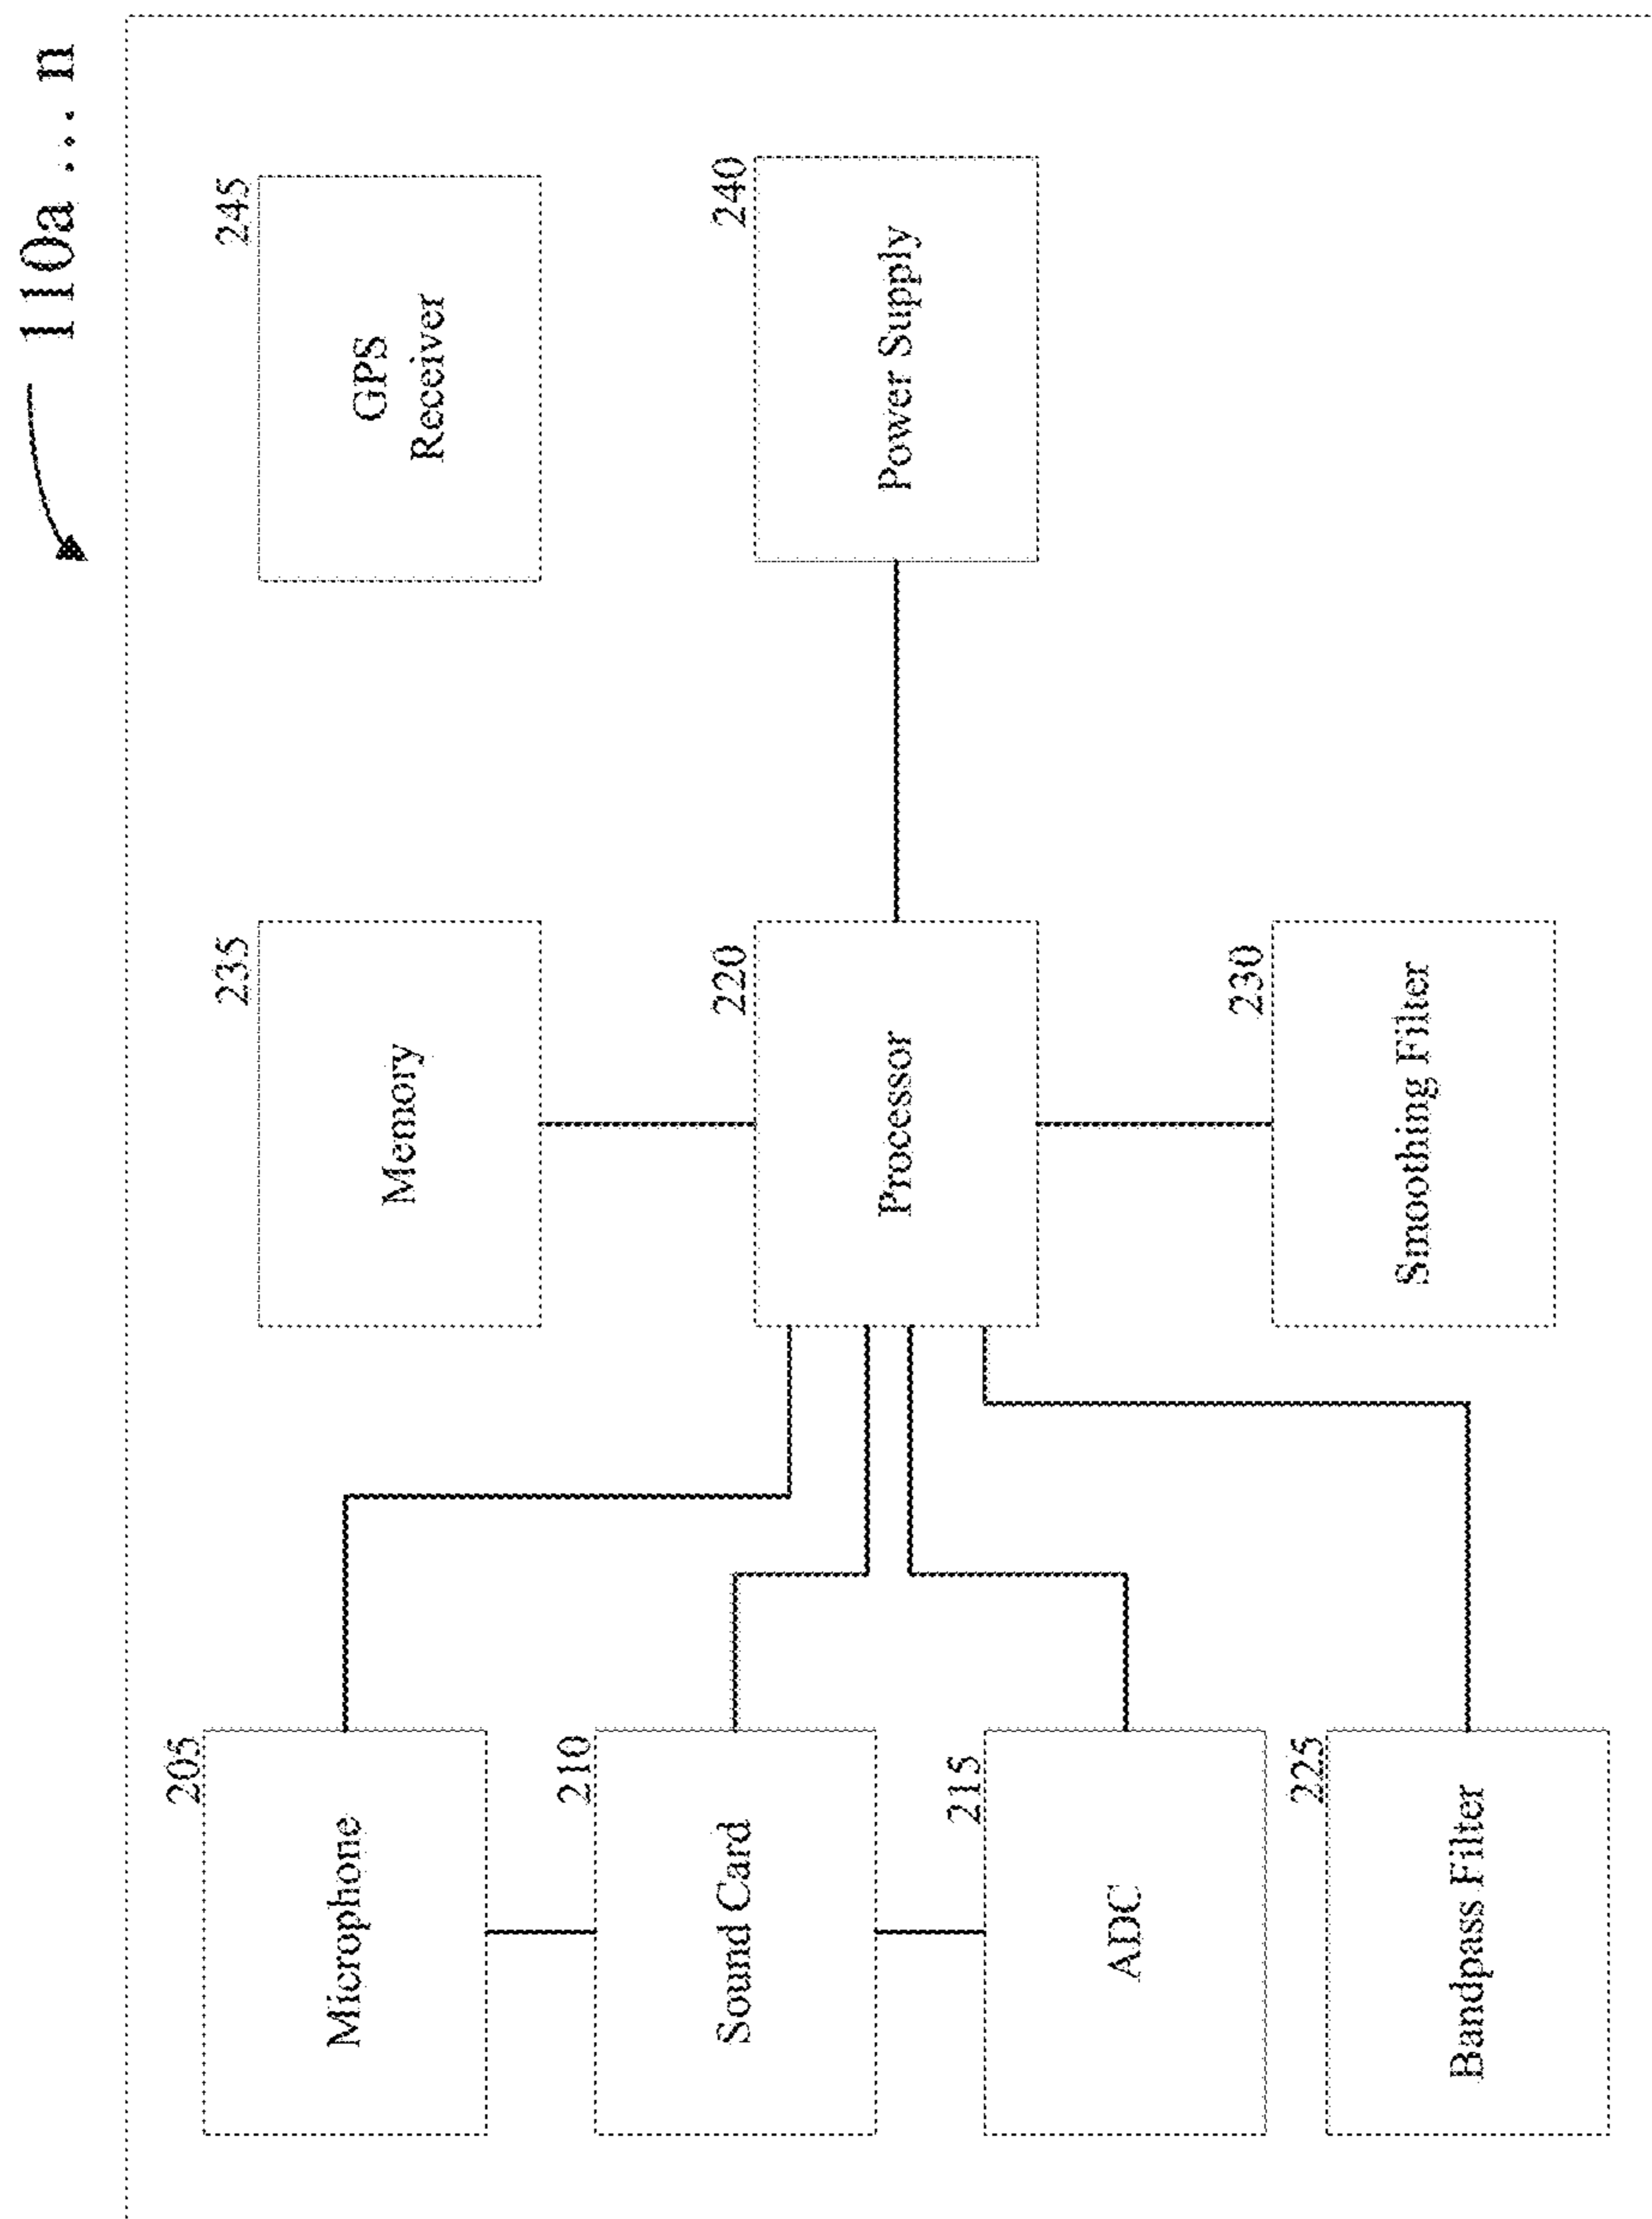 110a ... n
205
Microphone
235
Memory
245
GPS
Receiver
210
Sound Card
220
Processor
240
Power Supply
215
ADC
225
Bandpass Filter
230
Smoothing Filter